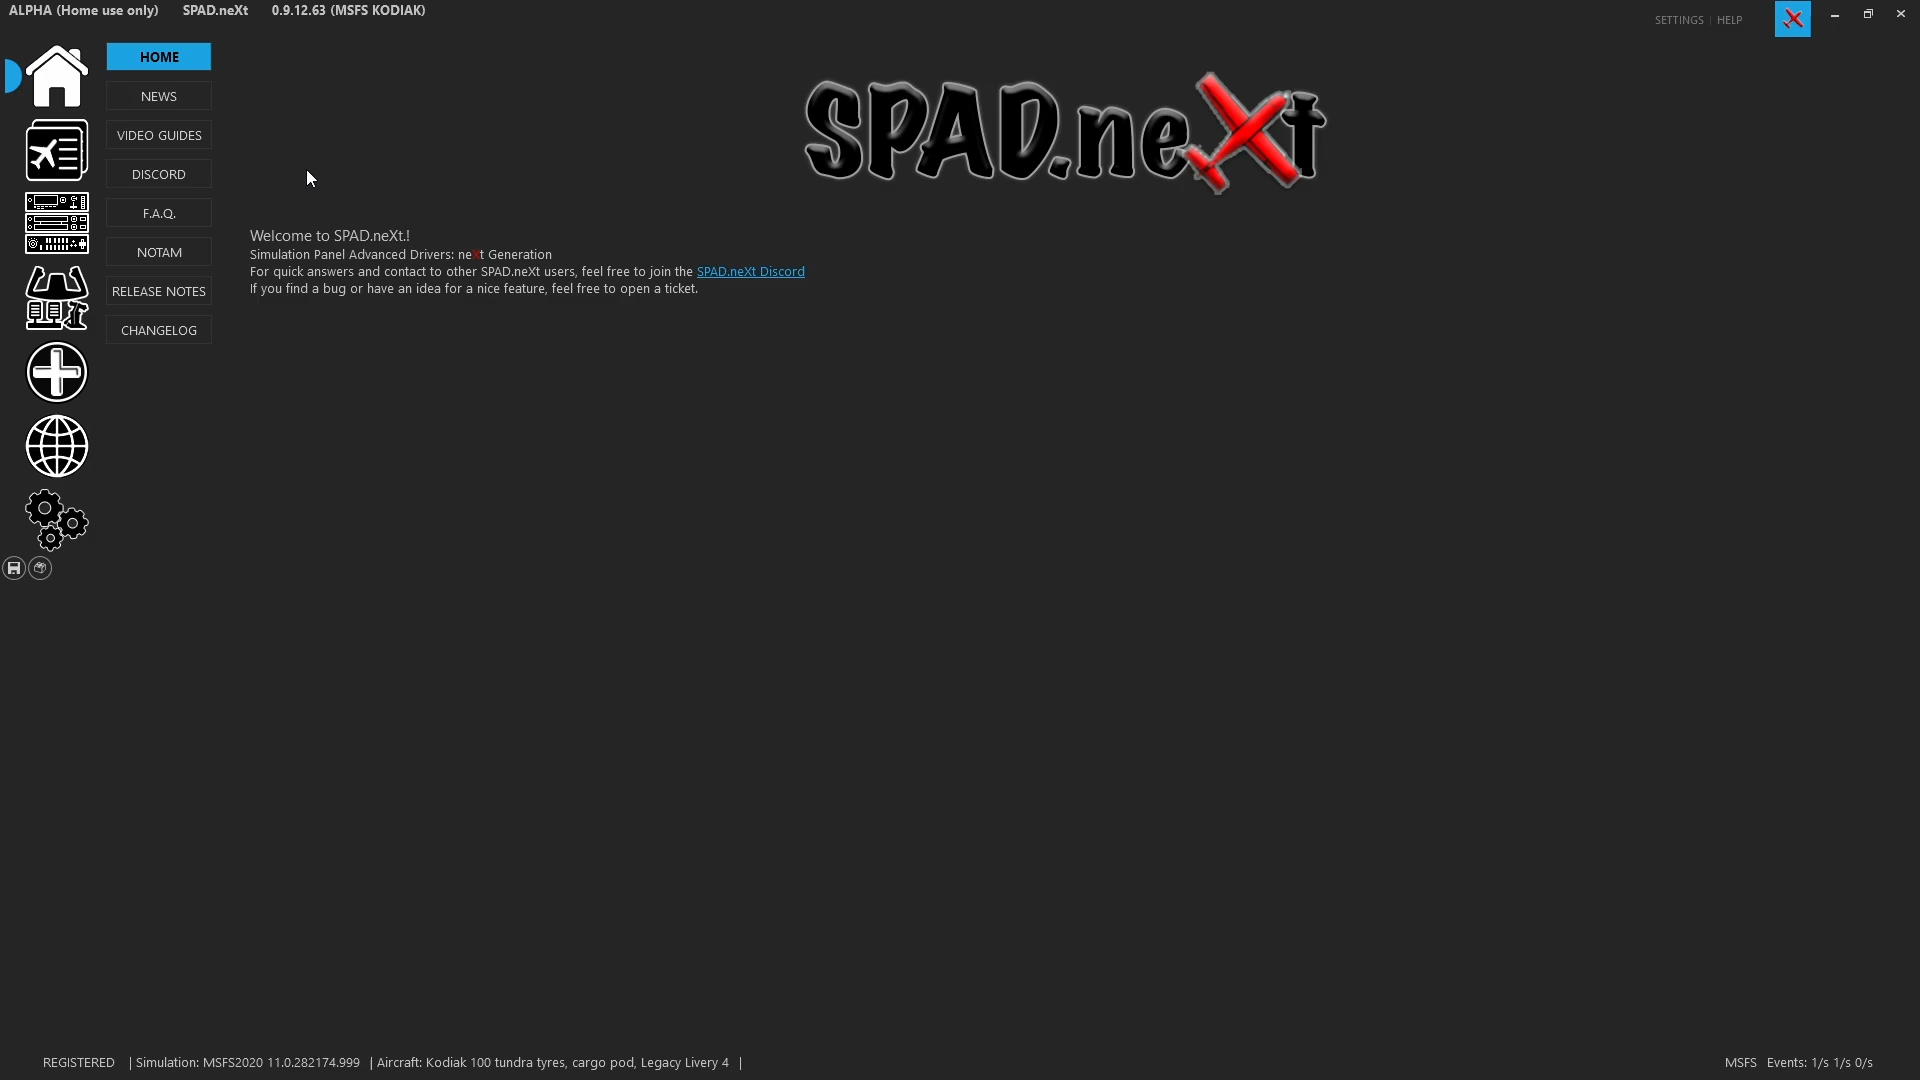 ALPHA (Home use only) SPAD.neXt 0.9.12.63 (MSFS KODIAK)
SETTINGS | HELP
HOME
NEWS
VIDEO GUIDES
DISCORD
F.A.Q.
NOTAM
RELEASE NOTES
CHANGELOG
SPAD.neXt
Welcome to SPAD.neXt.!
Simulation Panel Advanced Drivers: neXt Generation
For quick answers and contact to other SPAD.neXt users, feel free to join the SPAD.neXt Discord
If you find a bug or have an idea for a nice feature, feel free to open a ticket.
REGISTERED | Simulation: MSFS2020 11.0.282174.999 | Aircraft: Kodiak 100 tundra tyres, cargo pod, Legacy Livery 4 |
MSFS Events: 1/s 1/s 0/s